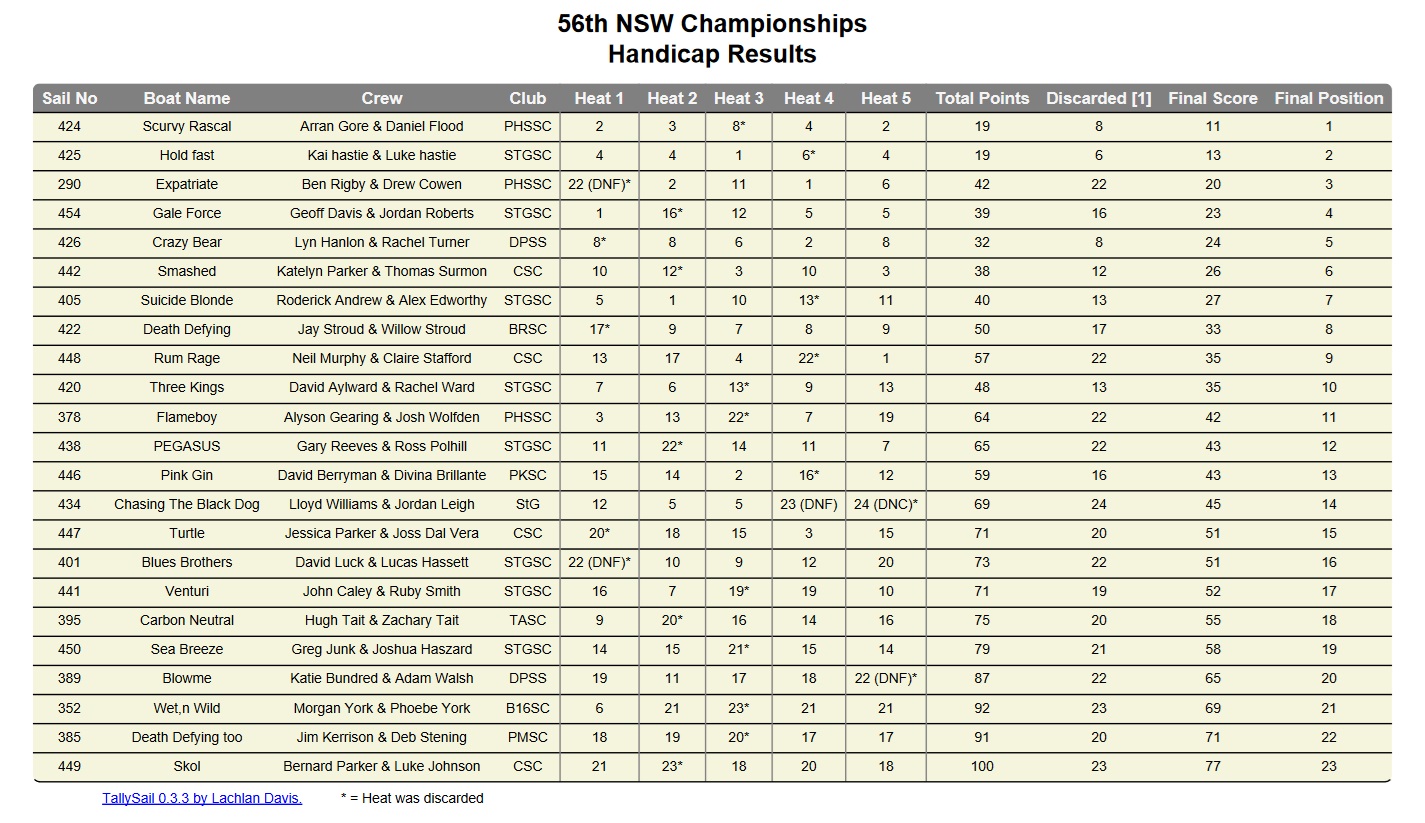 56th NSW Championships
Handicap Results
Sail No Boat Name Crew Club Heat 1 Heat 2 Heat 3 Heat 4 Heat 5 Total Points Discarded [1] Final Score Final Position
424 Scurvy Rascal Arran Gore & Daniel Flood PHSSC 2 3 8* 4 2 19 8 11 1
425 Hold fast Kai hastie & Luke hastie STGSC 4 4 1 6* 4 19 6 13 2
290 Expatriate Ben Rigby & Drew Cowen PHSSC 22 (DNF)* 2 11 1 6 42 22 20 3
454 Gale Force Geoff Davis & Jordan Roberts STGSC 1 16* 12 5 5 39 16 23 4
426 Crazy Bear Lyn Hanlon & Rachel Turner DPSS 8* 8 6 2 8 32 8 24 5
442 Smashed Katelyn Parker & Thomas Surmon CSC 10 12* 3 10 3 38 12 26 6
405 Suicide Blonde Roderick Andrew & Alex Edworthy STGSC 5 1 10 13* 11 40 13 27 7
422 Death Defying Jay Stroud & Willow Stroud BRSC 17* 9 7 8 9 50 17 33 8
448 Rum Rage Neil Murphy & Claire Stafford CSC 13 17 4 22* 1 57 22 35 9
420 Three Kings David Aylward & Rachel Ward STGSC 7 6 13* 9 13 48 13 35 10
378 Flameboy Alyson Gearing & Josh Wolfden PHSSC 3 13 22* 7 19 64 22 42 11
438 PEGASUS Gary Reeves & Ross Polhill STGSC 11 22* 14 11 7 65 22 43 12
446 Pink Gin David Berryman & Divina Brillante PKSC 15 14 2 16* 12 59 16 43 13
434 Chasing The Black Dog Lloyd Williams & Jordan Leigh StG 12 5 5 23 (DNF) 24 (DNC)* 69 24 45 14
447 Turtle Jessica Parker & Joss Dal Vera CSC 20* 18 15 3 15 71 20 51 15
401 Blues Brothers David Luck & Lucas Hassett STGSC 22 (DNF)* 10 9 12 20 73 22 51 16
441 Venturi John Caley & Ruby Smith STGSC 16 7 19* 19 10 71 19 52 17
395 Carbon Neutral Hugh Tait & Zachary Tait TASC 9 20* 16 14 16 75 20 55 18
450 Sea Breeze Greg Junk & Joshua Haszard STGSC 14 15 21* 15 14 79 21 58 19
389 Blowme Katie Bundred & Adam Walsh DPSS 19 11 17 18 22 (DNF)* 87 22 65 20
352 Wet,n Wild Morgan York & Phoebe York B16SC 6 21 23* 21 21 92 23 69 21
385 Death Defying too Jim Kerrison & Deb Stening PMSC 18 19 20* 17 17 91 20 71 22
449 Skol Bernard Parker & Luke Johnson CSC 21 23* 18 20 18 100 23 77 23
TallySail 0.3.3 by Lachlan Davis. * = Heat was discarded